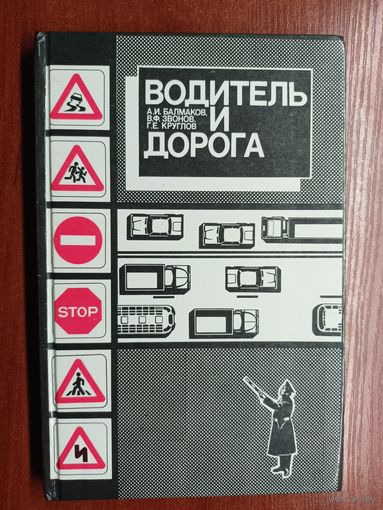 ВОДИТЕЛЬ
А.И. БАЛМАКОВ,
В.Ф. ЗВОНОВ, И
Г.Е. КРУГЛОВ
ДОРОГА
STOP